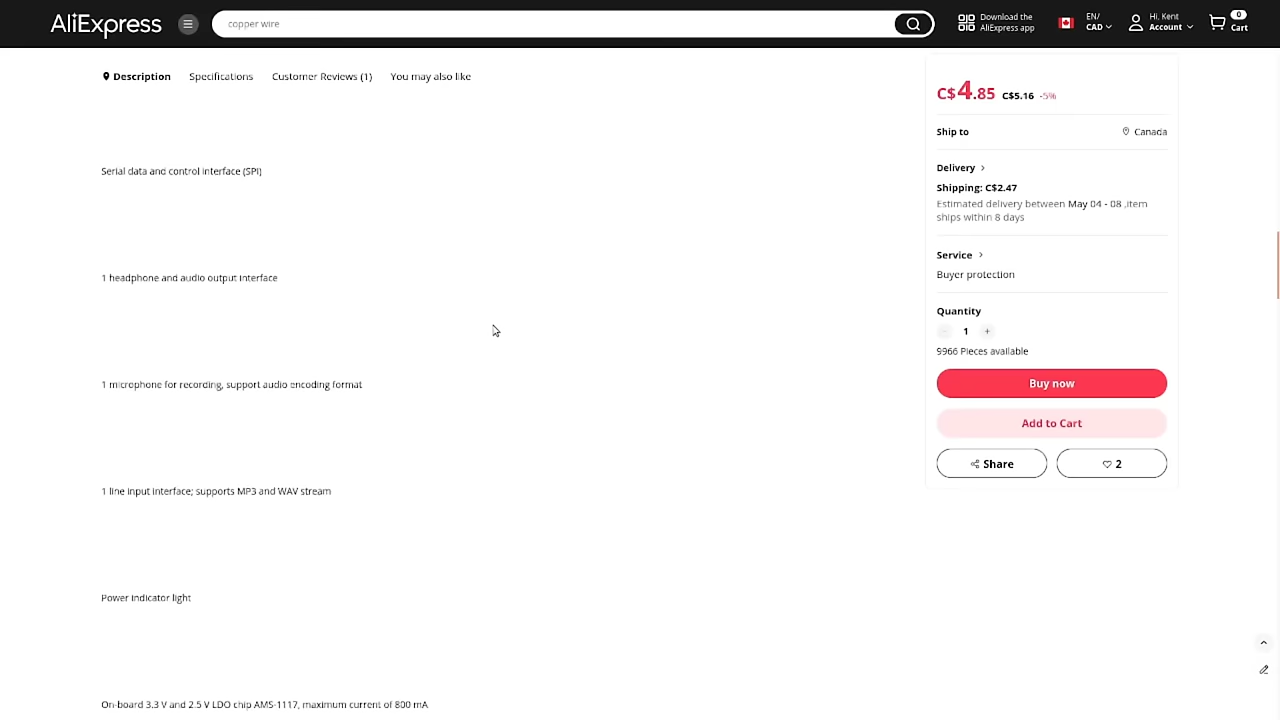 AliExpress
copper wire
Download the
AliExpress app
EN/
CAD
Hi, Kent
Account
0
Cart
Description
Specifications
Customer Reviews (1)
You may also like
Serial data and control interface (SPI)
1 headphone and audio output interface
1 microphone for recording, support audio encoding format
1 line input interface; supports MP3 and WAV stream
Power indicator light
On-board 3.3 V and 2.5 V LDO chip AMS-1117, maximum current of 800 mA
C$4.85 C$5.16 -5%
Ship to
Canada
Delivery
Shipping: C$2.47
Estimated delivery between May 04 - 08 ,item
ships within 8 days
Service
Buyer protection
Quantity
- 1 +
9966 Pieces available
Buy now
Add to Cart
Share
2